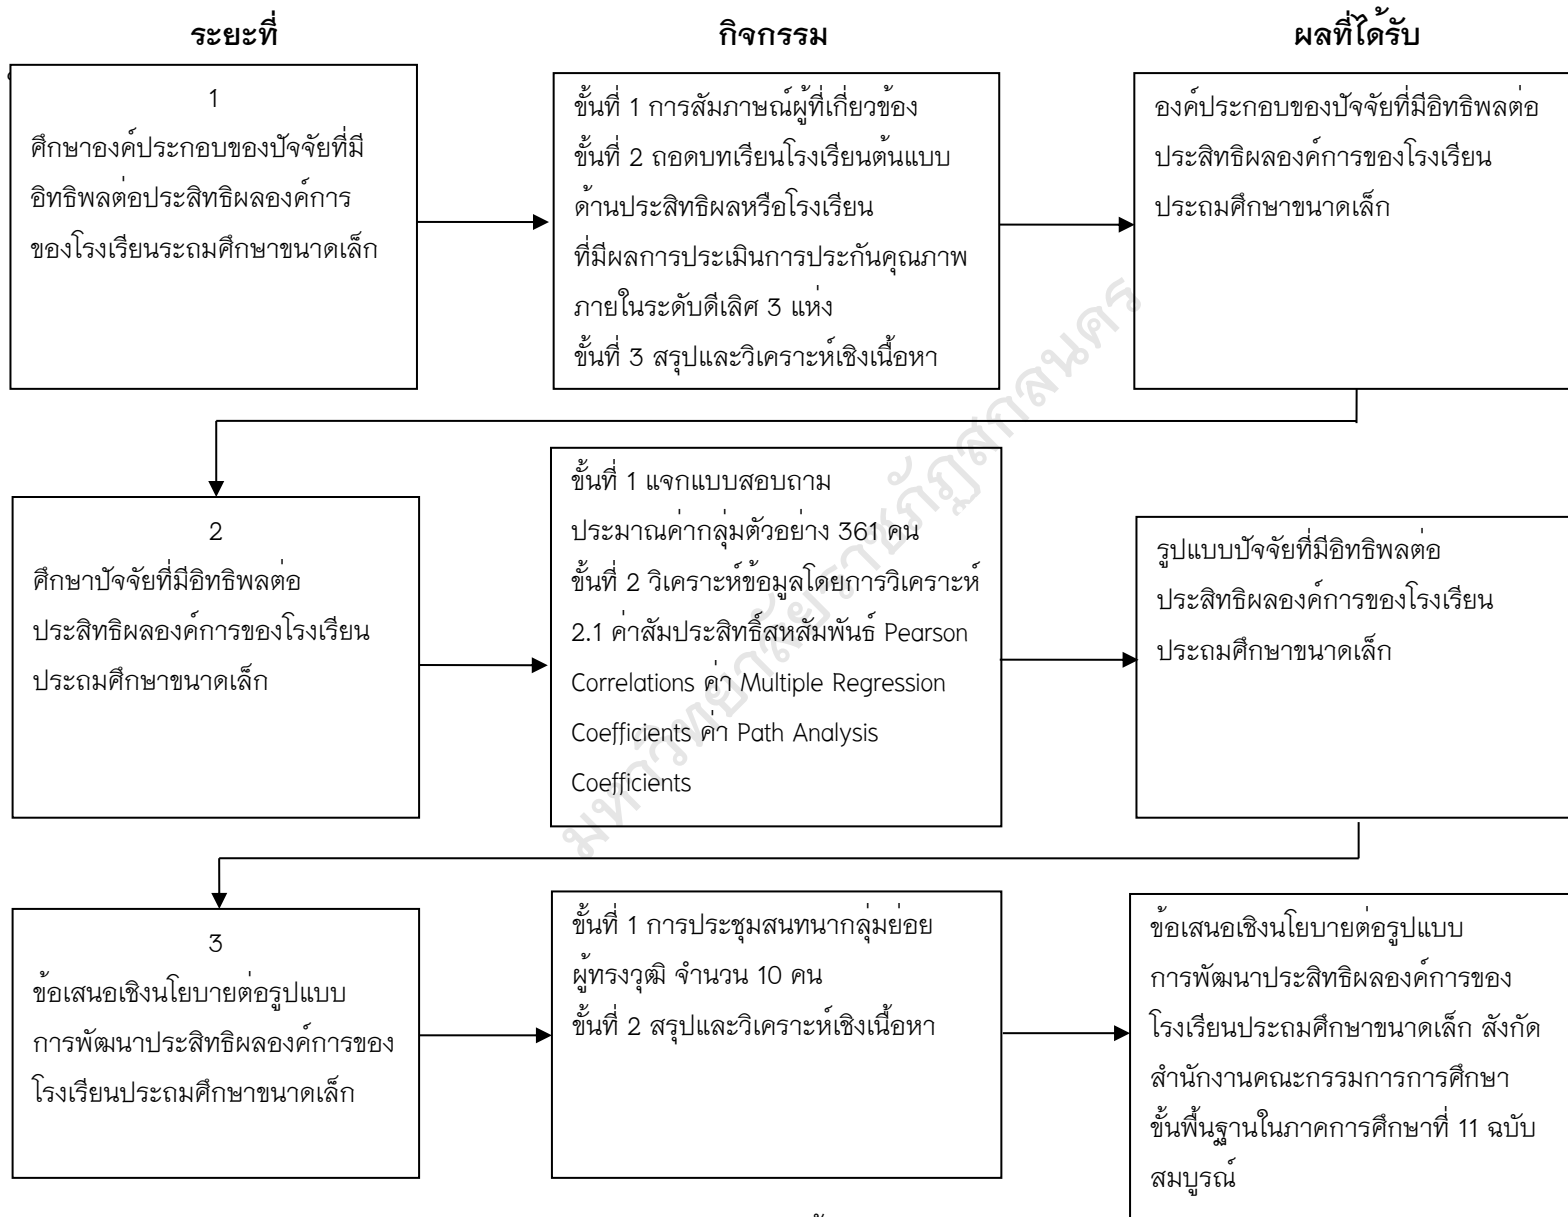 ระยะที่
กิจกรรม
ผลที่ได้รับ
1
ศึกษาองค์ประกอบของปัจจัยที่มี
อิทธิพลต่อประสิทธิผลองค์การ
ของโรงเรียนระถมศึกษาขนาดเล็ก
ขั้นที่ 1 การสัมภาษณ์ผู้ที่เกี่ยวข้อง
ขั้นที่ 2 ถอดบทเรียนโรงเรียนต้นแบบ
ด้านประสิทธิผลหรือโรงเรียน
ที่มีผลการประเมินการประกันคุณภาพ
ภายในระดับดีเลิศ 3 แห่ง
ขั้นที่ 3 สรุปและวิเคราะห์เชิงเนื้อหา
องค์ประกอบของปัจจัยที่มีอิทธิพลต่อ
ประสิทธิผลองค์การของโรงเรียน
ประถมศึกษาขนาดเล็ก
2
ศึกษาปัจจัยที่มีอิทธิพลต่อ
ประสิทธิผลองค์การของโรงเรียน
ประถมศึกษาขนาดเล็ก
ขั้นที่ 1 แจกแบบสอบถาม
ประมาณค่ากลุ่มตัวอย่าง 361 คน
ขั้นที่ 2 วิเคราะห์ข้อมูลโดยการวิเคราะห์
2.1 ค่าสัมประสิทธิ์สหสัมพันธ์ Pearson
Correlations ค่า Multiple Regression
Coefficients ค่า Path Analysis
Coefficients
รูปแบบปัจจัยที่มีอิทธิพลต่อ
ประสิทธิผลองค์การของโรงเรียน
ประถมศึกษาขนาดเล็ก
3
ข้อเสนอเชิงนโยบายต่อรูปแบบ
การพัฒนาประสิทธิผลองค์การของ
โรงเรียนประถมศึกษาขนาดเล็ก
ขั้นที่ 1 การประชุมสนทนากลุ่มย่อย
ผู้ทรงวุฒิ จำนวน 10 คน
ขั้นที่ 2 สรุปและวิเคราะห์เชิงเนื้อหา
ข้อเสนอเชิงนโยบายต่อรูปแบบ
การพัฒนาประสิทธิผลองค์การของ
โรงเรียนประถมศึกษาขนาดเล็ก สังกัด
สำนักงานคณะกรรมการการศึกษา
ขั้นพื้นฐานในภาคการศึกษาที่ 11 ฉบับ
สมบูรณ์
มหาวิทยาลัยราชภัฏสกลนคร